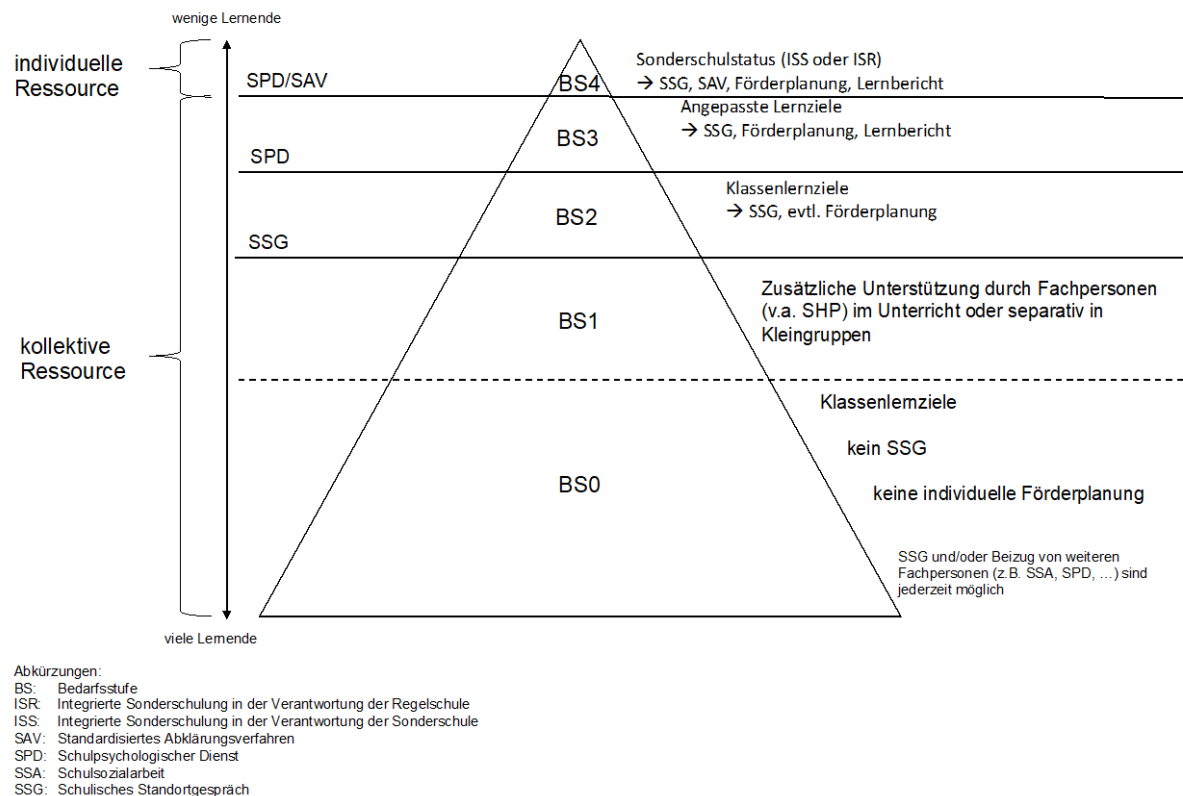 wenige Lernende
individuelle
Ressource
SPD/SAV
BS4
Sonderschulstatus (ISS oder ISR)
→ SSG, SAV, Förderplanung, Lernbericht
Angepasste Lernziele
→ SSG, Förderplanung, Lernbericht
BS3
SPD
Klassenlernziele
→ SSG, evtl. Förderplanung
BS2
SSG
Zusätzliche Unterstützung durch Fachpersonen
(v.a. SHP) im Unterricht oder separativ in
Kleingruppen
BS1
kollektive
Ressource
Klassenlernziele
kein SSG
BS0
keine individuelle Förderplanung
SSG und/oder Beizug von weiteren
Fachpersonen (z.B. SSA, SPD, ...) sind
jederzeit möglich
viele Lernende
Abkürzungen:
BS: Bedarfsstufe
ISR: Integrierte Sonderschulung in der Verantwortung der Regelschule
ISS: Integrierte Sonderschulung in der Verantwortung der Sonderschule
SAV: Standardisiertes Abklärungsverfahren
SPD: Schulpsychologischer Dienst
SSA: Schulsozialarbeit
SSG: Schulisches Standortgespräch